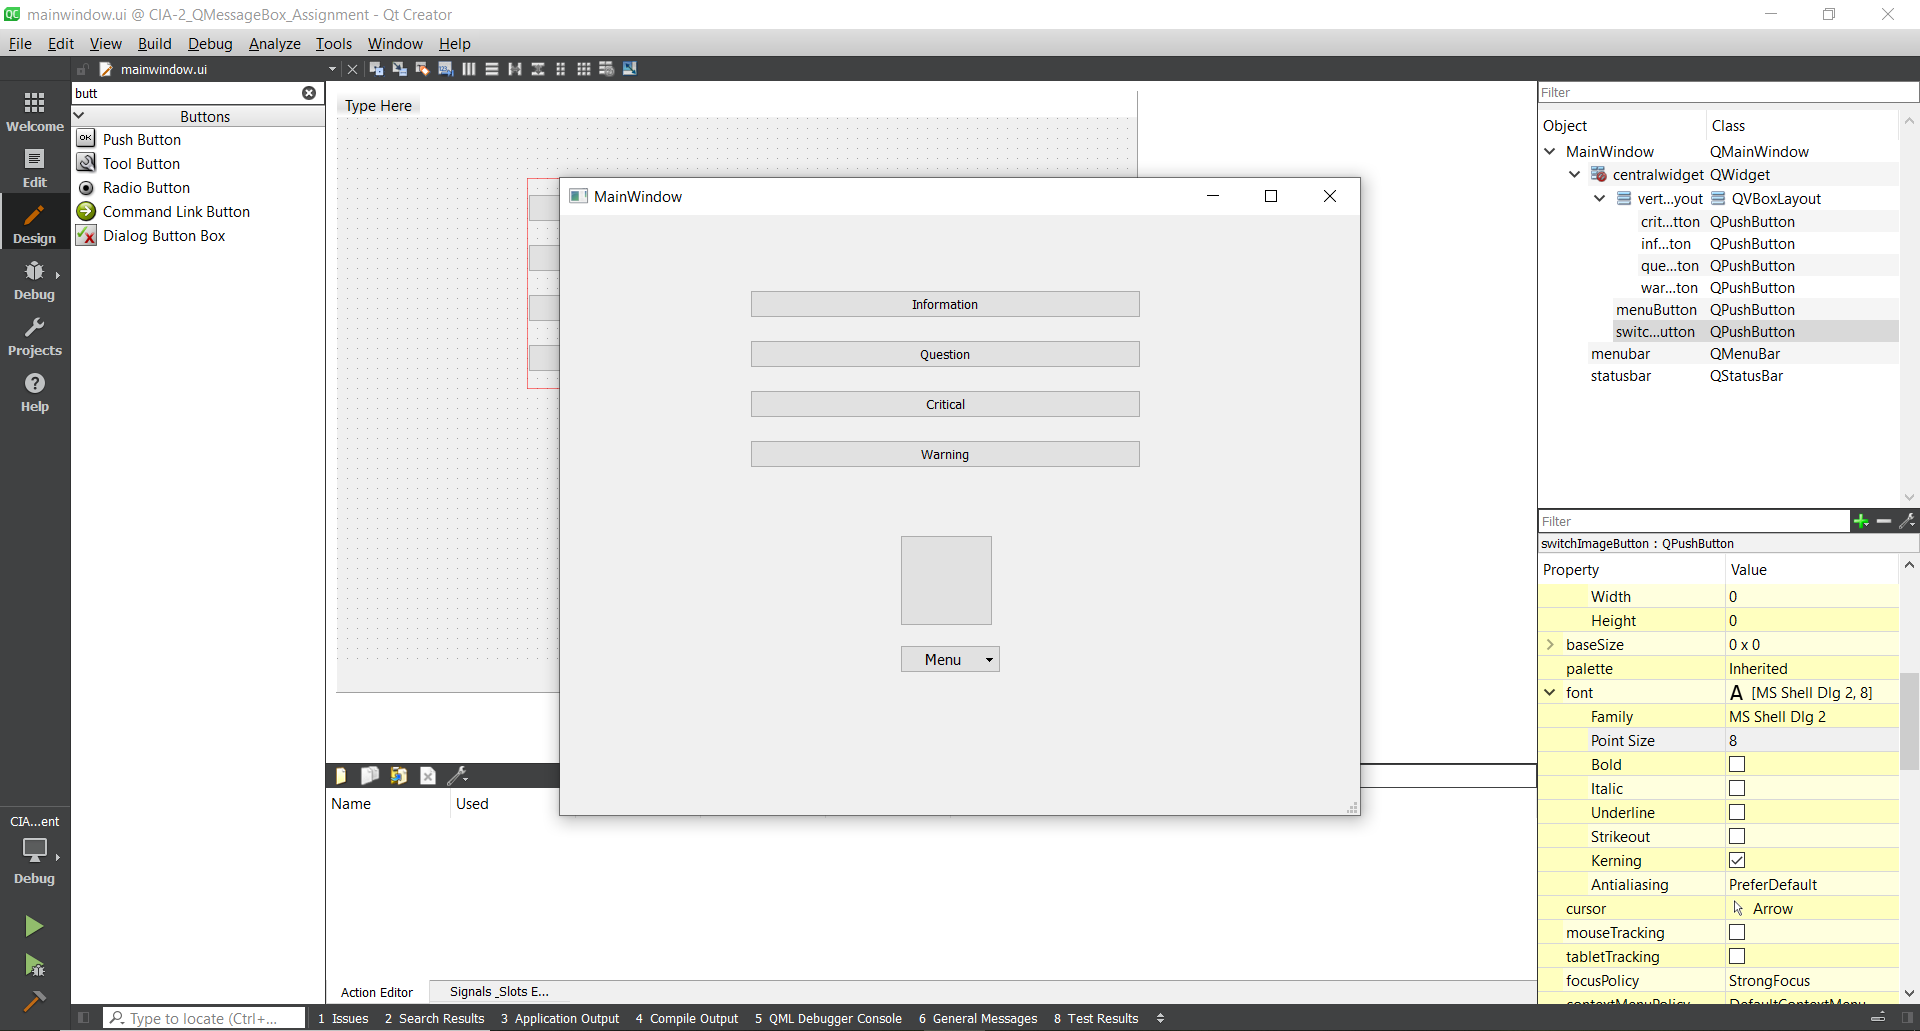 mainwindow.ui @ CIA-2_QMessageBox_Assignment - Qt Creator
File Edit View Build Debug Analyze Tools Window Help
mainwindow.ui
butt
Buttons
Push Button
Tool Button
Radio Button
Command Link Button
Dialog Button Box
Welcome
Edit
Design
Debug
Projects
Help
CIA...ent
Debug
Type Here
MainWindow
Information
Question
Critical
Warning
Menu
Name Used
Action Editor Signals _Slots E...
Filter
Object Class
MainWindow QMainWindow
centralwidget QWidget
vert...yout QVBoxLayout
crit...tton QPushButton
inf...ton QPushButton
que...ton QPushButton
war...ton QPushButton
menuButton QPushButton
switc...utton QPushButton
menubar QMenuBar
statusbar QStatusBar
Filter
switchImageButton : QPushButton
Property Value
Width 0
Height 0
baseSize 0 x 0
palette Inherited
font A [MS Shell Dlg 2, 8]
Family MS Shell Dlg 2
Point Size 8
Bold
Italic
Underline
Strikeout
Kerning
Antialiasing PreferDefault
cursor Arrow
mouseTracking
tabletTracking
focusPolicy StrongFocus
contextMenuPolicy DefaultContextMenu
Type to locate (Ctrl+... 1 Issues 2 Search Results 3 Application Output 4 Compile Output 5 QML Debugger Console 6 General Messages 8 Test Results